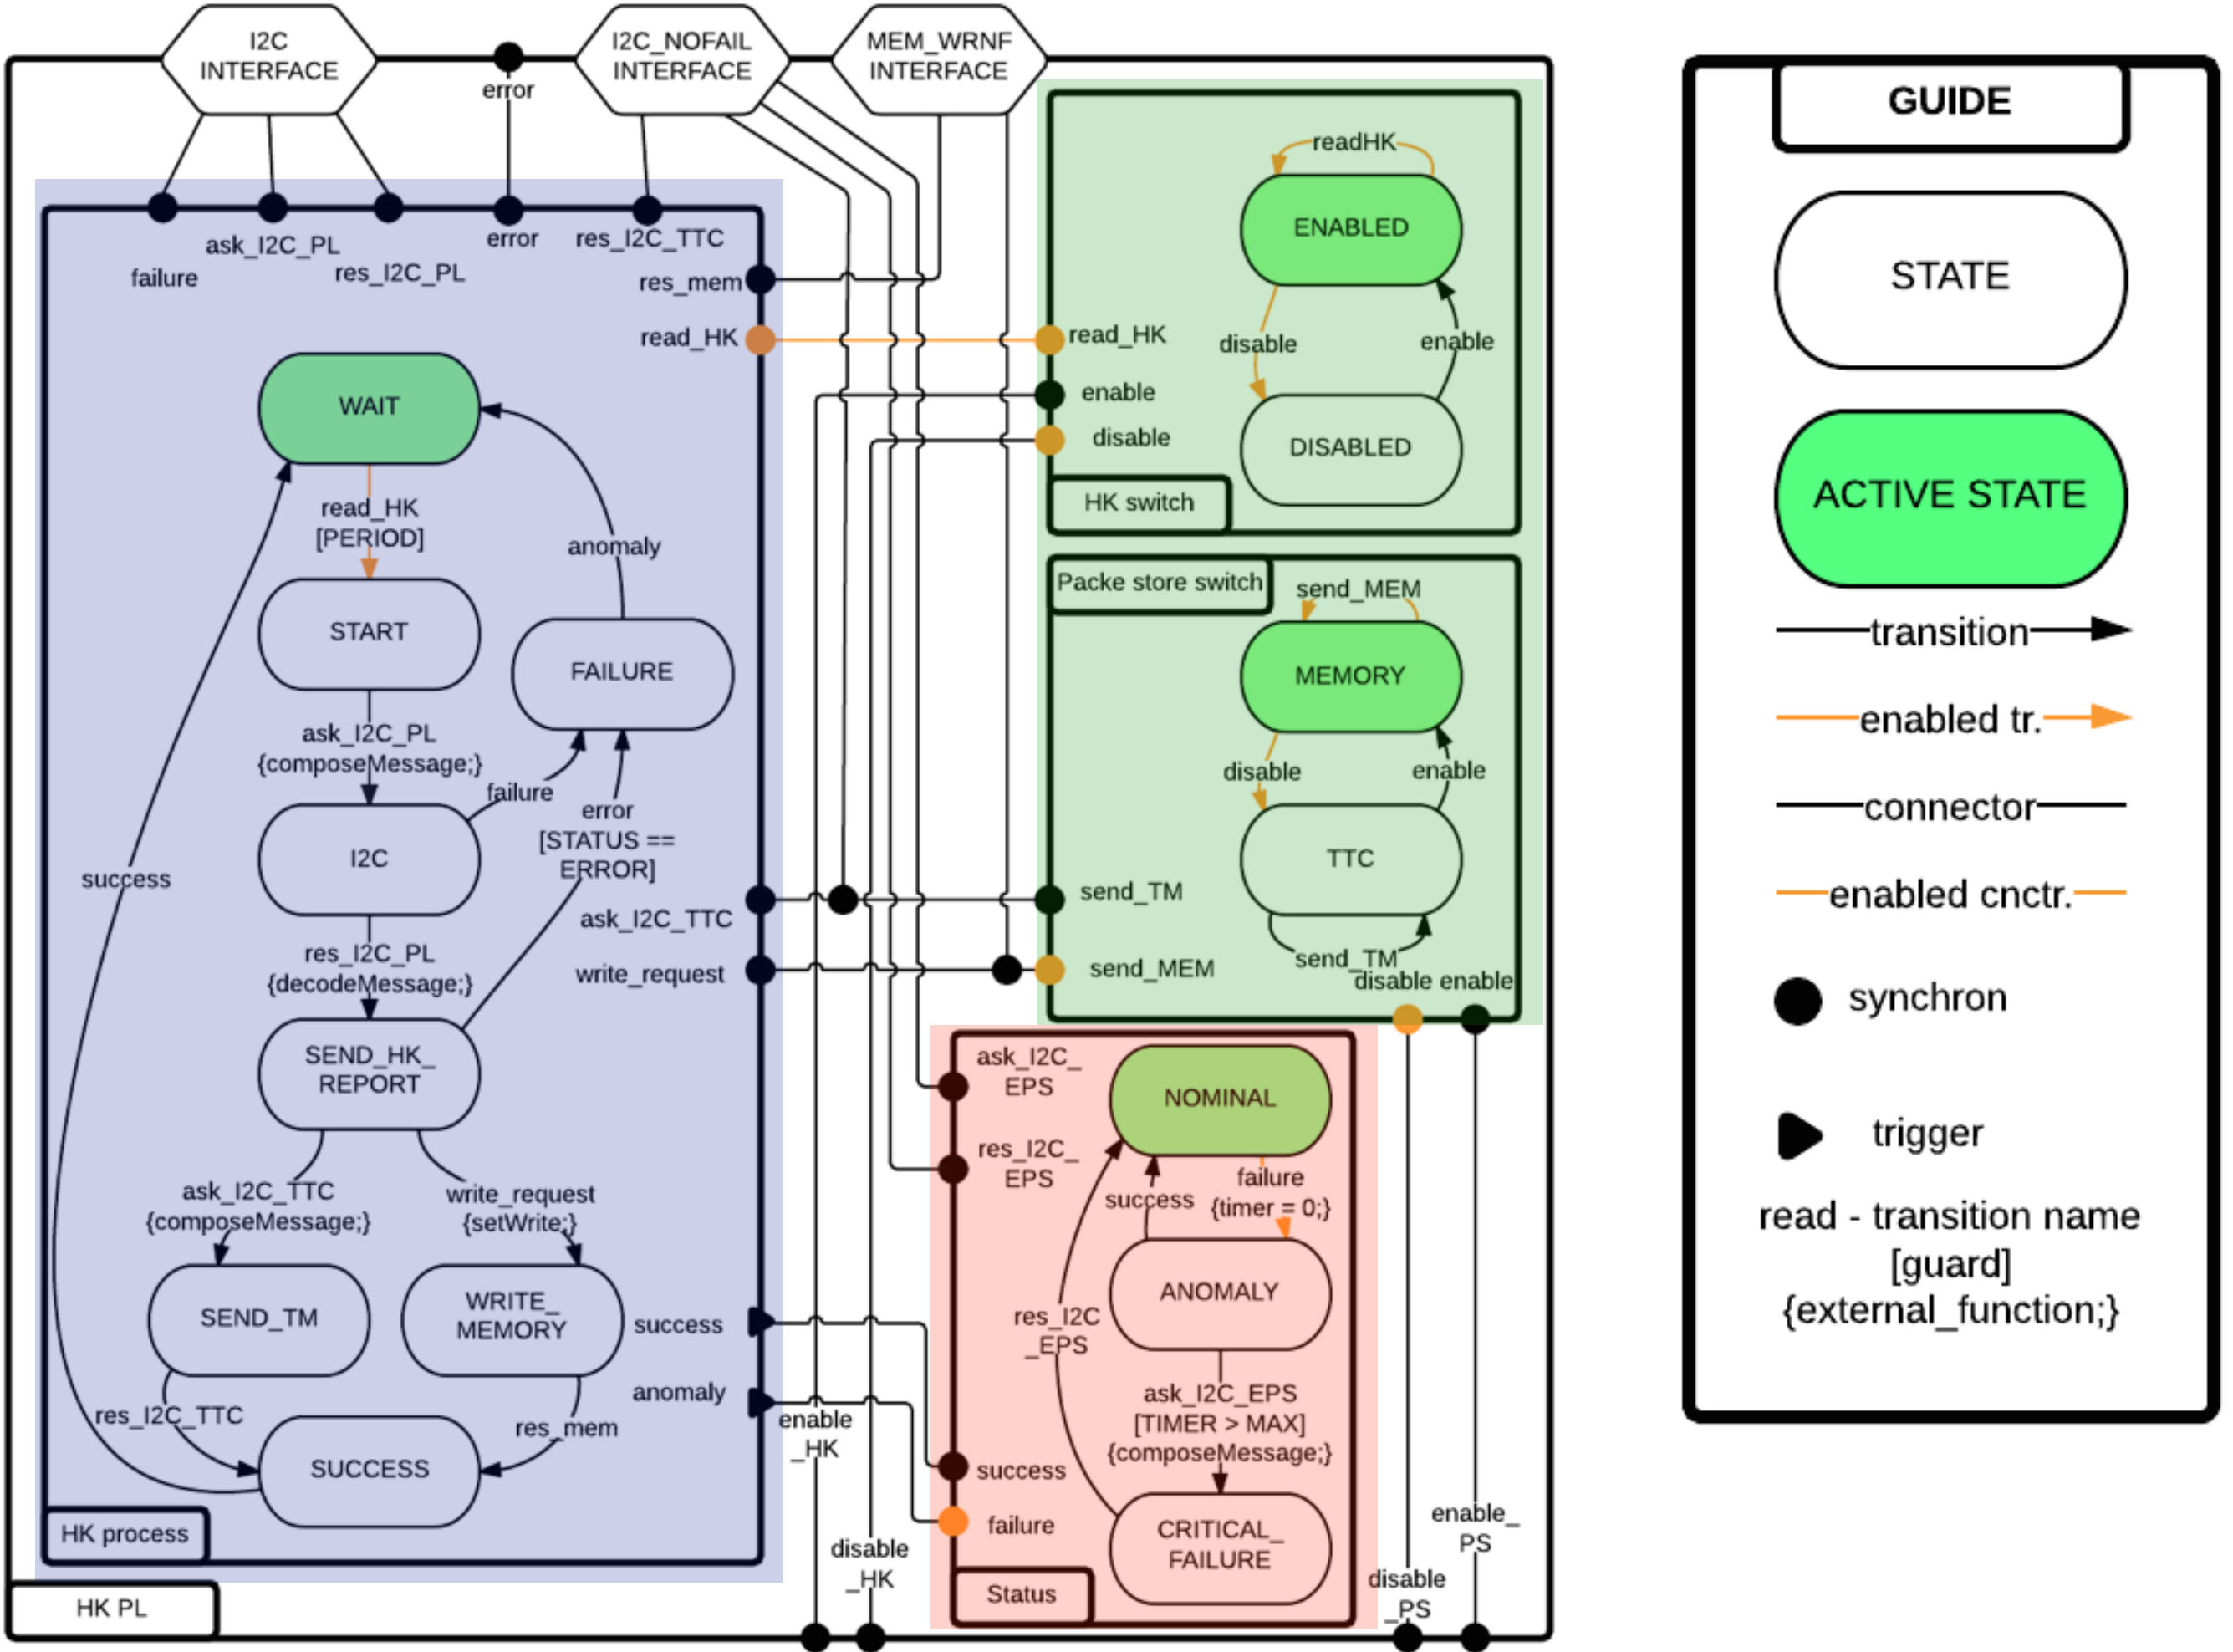 I2C
INTERFACE
error
I2C_NOFAIL
INTERFACE
MEM_WRNF
INTERFACE
failure
ask_I2C_PL
res_I2C_PL
error
res_I2C_TTC
res_mem
read_HK
WAIT
read_HK
[PERIOD]
anomaly
START
FAILURE
ask_I2C_PL
{composeMessage;}
failure
error
[STATUS ==
ERROR]
I2C
success
ask_I2C_TTC
res_I2C_PL
{decodeMessage;}
write_request
SEND_HK_
REPORT
ask_I2C_TTC
{composeMessage;}
write_request
{setWrite;}
SEND_TM
WRITE_
MEMORY
success
anomaly
res_I2C_TTC
res_mem
SUCCESS
HK process
HK PL
enable
_HK
disable
_HK
readHK
ENABLED
read_HK
disable
enable
enable
disable
DISABLED
HK switch
Packe store switch
send_MEM
MEMORY
disable
enable
TTC
send_TM
send_TM
send_MEM
disable enable
ask_I2C_
EPS
NOMINAL
res_I2C_
EPS
success
failure
{timer = 0;}
ANOMALY
res_I2C
_EPS
ask_I2C_EPS
[TIMER > MAX]
{composeMessage;}
success
failure
CRITICAL_
FAILURE
Status
disable
_PS
enable_
PS
GUIDE
STATE
ACTIVE STATE
transition
enabled tr.
connector
enabled cnctr.
synchron
trigger
read - transition name
[guard]
{external_function;}